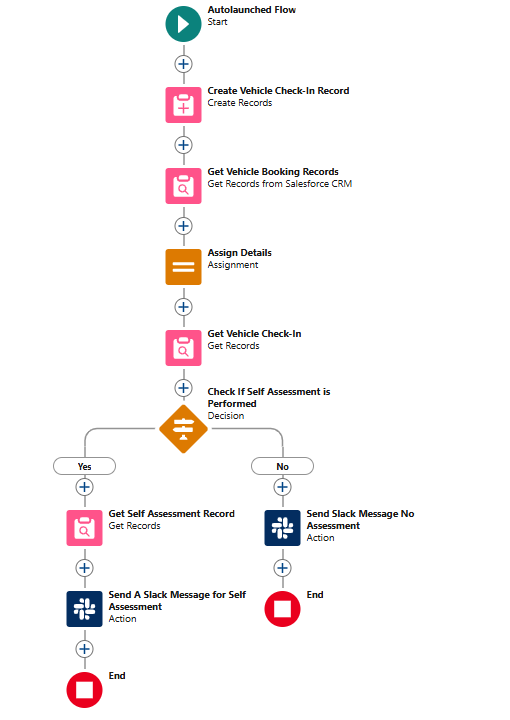 Autolaunched Flow
Start
Create Vehicle Check-In Record
Create Records
Get Vehicle Booking Records
Get Records from Salesforce CRM
Assign Details
Assignment
Get Vehicle Check-In
Get Records
Check If Self Assessment is
Performed
Decision
Yes
No
Get Self Assessment Record
Get Records
Send Slack Message No
Assessment
Action
Send A Slack Message for Self
Assessment
Action
End
End